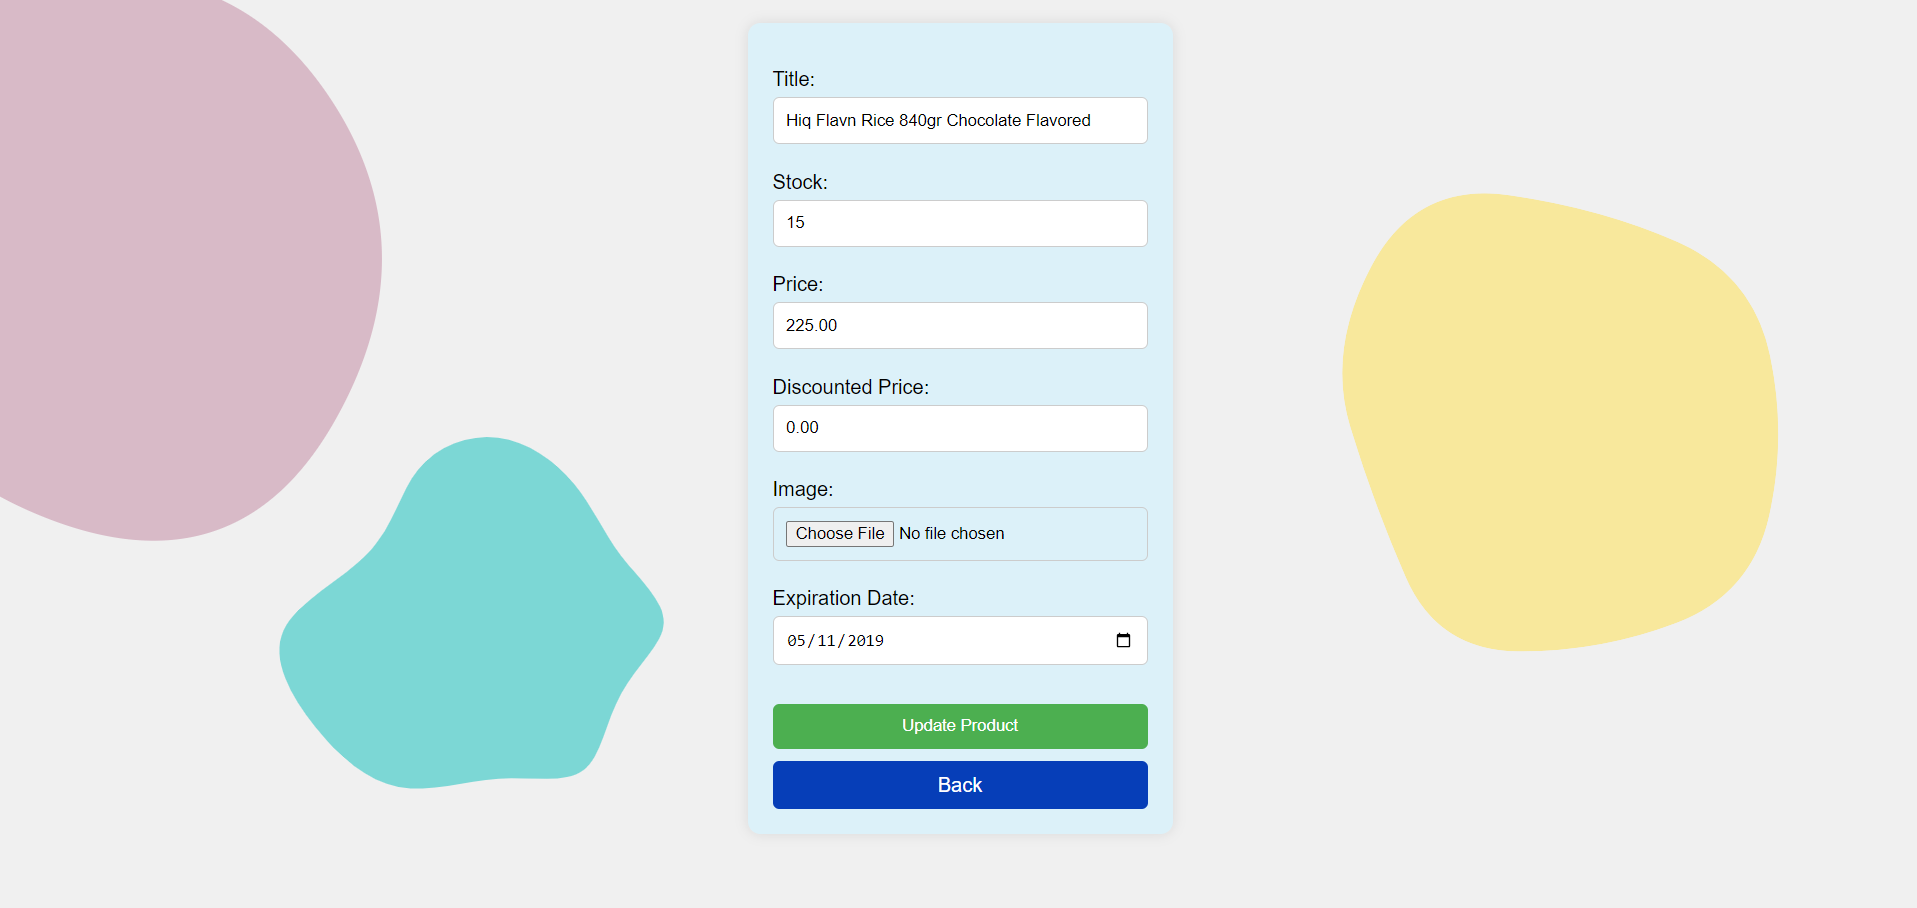 Title:
Hiq Flavn Rice 840gr Chocolate Flavored
Stock:
15
Price:
225.00
Discounted Price:
0.00
Image:
Choose File No file chosen
Expiration Date:
05/11/2019
Update Product
Back